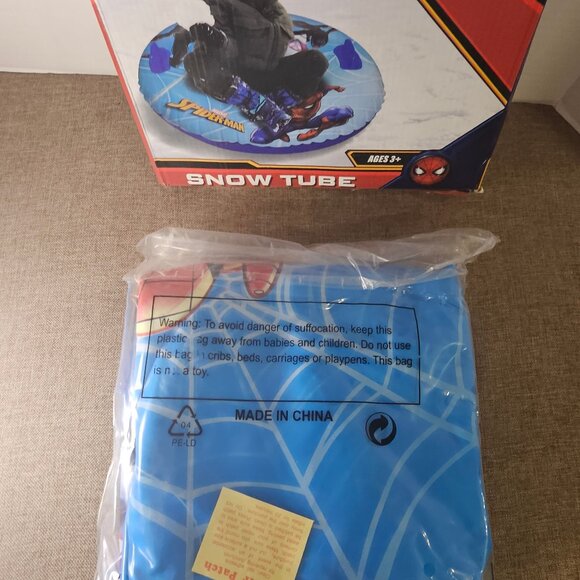 SPIDER-MAN
AGES 3+
SNOW TUBE
Warning: To avoid danger of suffocation, keep this
plastic bag away from babies and children. Do not use
this bag in cribs, beds, carriages or playpens. This bag
is not a toy.
04
PE-LD
MADE IN CHINA
Patch